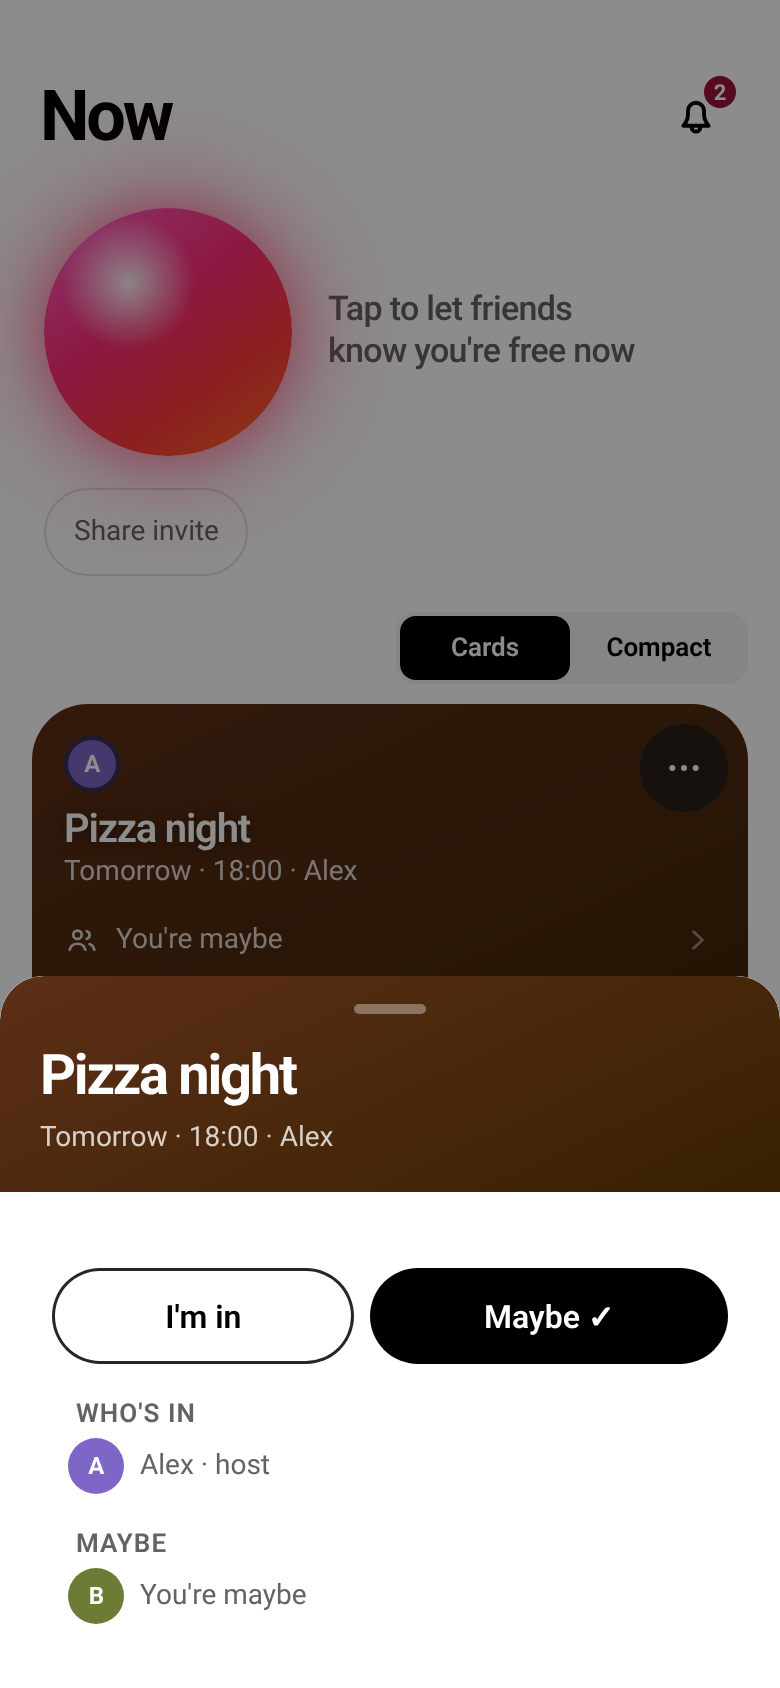 Now
2
Tap to let friends
know you're free now
Share invite
Cards
Compact
A
Pizza night
Tomorrow · 18:00 · Alex
You're maybe
Pizza night
Tomorrow · 18:00 · Alex
I'm in
Maybe ✓
WHO'S IN
A Alex · host
MAYBE
B You're maybe